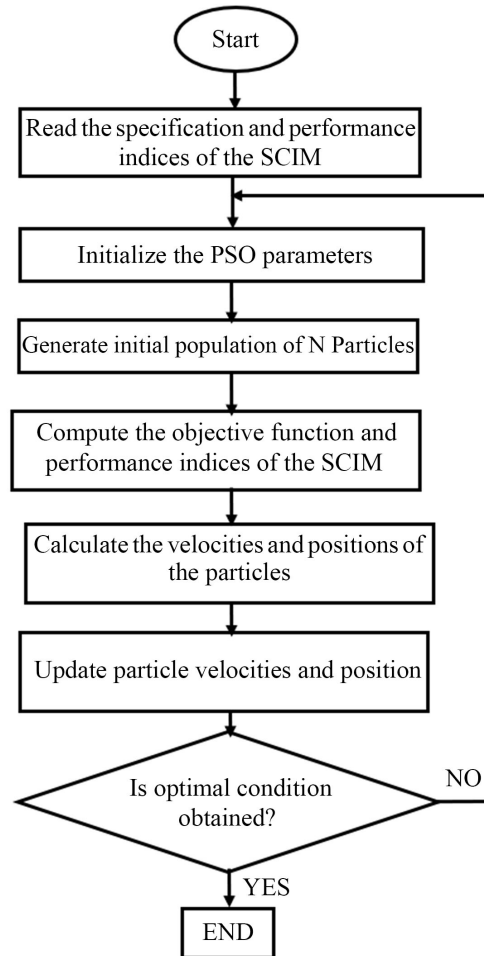 Start
Read the specification and performance
indices of the SCIM
Initialize the PSO parameters
Generate initial population of N Particles
Compute the objective function and
performance indices of the SCIM
Calculate the velocities and positions of
the particles
Update particle velocities and position
Is optimal condition
obtained?
NO
YES
END